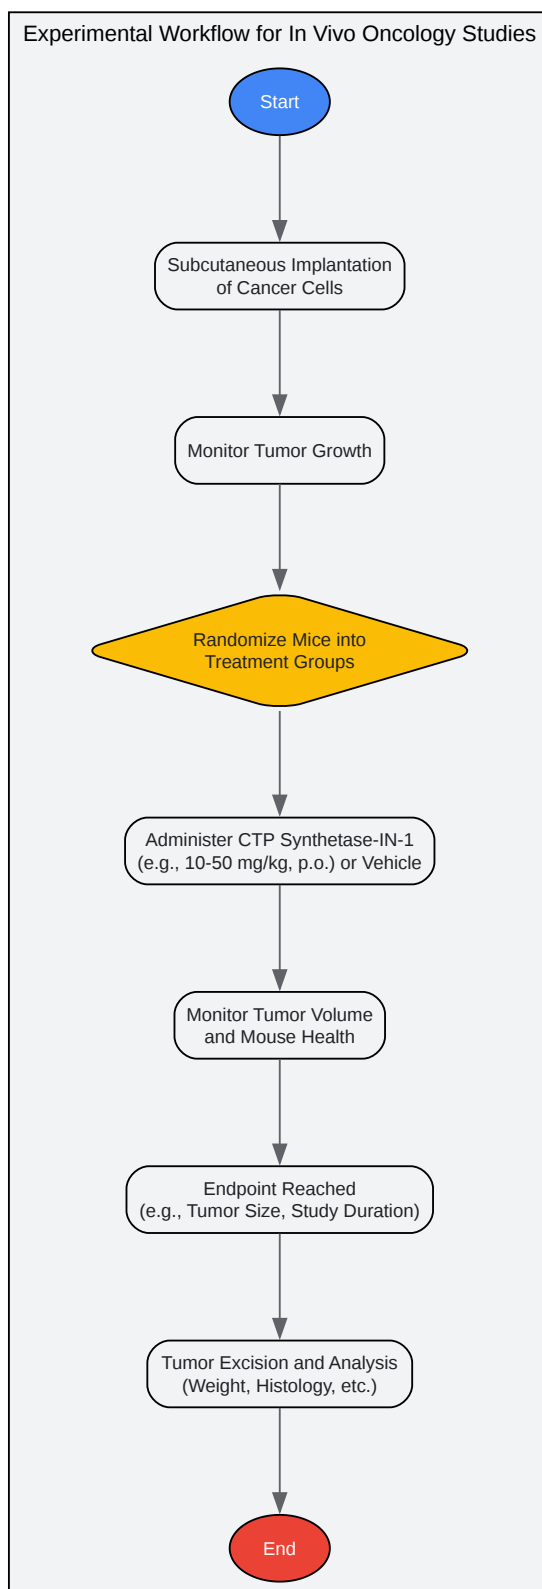 Experimental Workflow for In Vivo Oncology Studies
Start
Subcutaneous Implantation
of Cancer Cells
Monitor Tumor Growth
Randomize Mice into
Treatment Groups
Administer CTP Synthetase-IN-1
(e.g., 10-50 mg/kg, p.o.) or Vehicle
Monitor Tumor Volume
and Mouse Health
Endpoint Reached
(e.g., Tumor Size, Study Duration)
Tumor Excision and Analysis
(Weight, Histology, etc.)
End